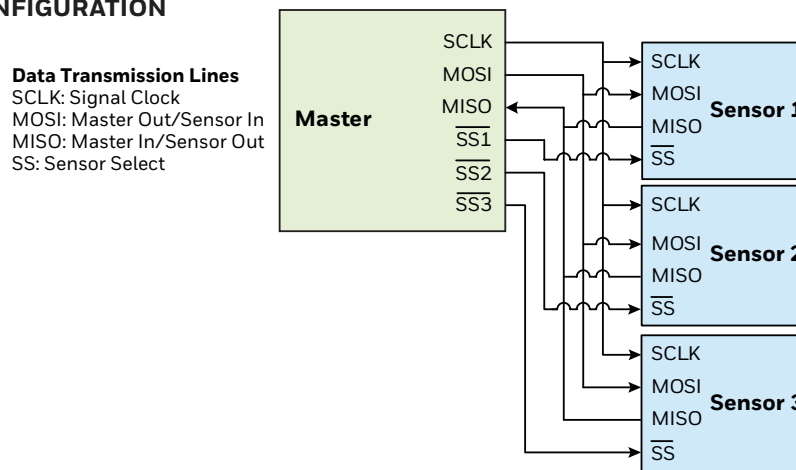 NFIGURATION
Data Transmission Lines
SCLK: Signal Clock
MOSI: Master Out/Sensor In
MISO: Master In/Sensor Out
SS: Sensor Select
Master
SCLK
MOSI
MISO
SS1
SS2
SS3
SCLK
MOSI
MISO
SS
Sensor 1
SCLK
MOSI
MISO
SS
Sensor 2
SCLK
MOSI
MISO
SS
Sensor 3